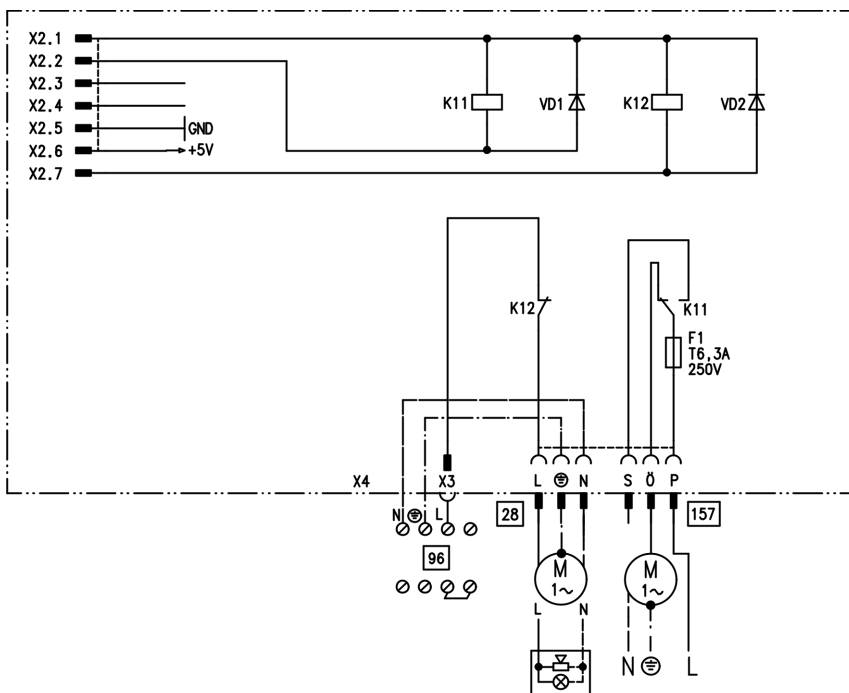 X2.1
X2.2
X2.3
X2.4
X2.5 GND
X2.6 +5V
X2.7
K11 VD1 K12 VD2
K12 K11
F1
T6,3A
250V
X4 X3 L N S Ö P
N L 28 157
96
M M
1~ 1~
L N
N L